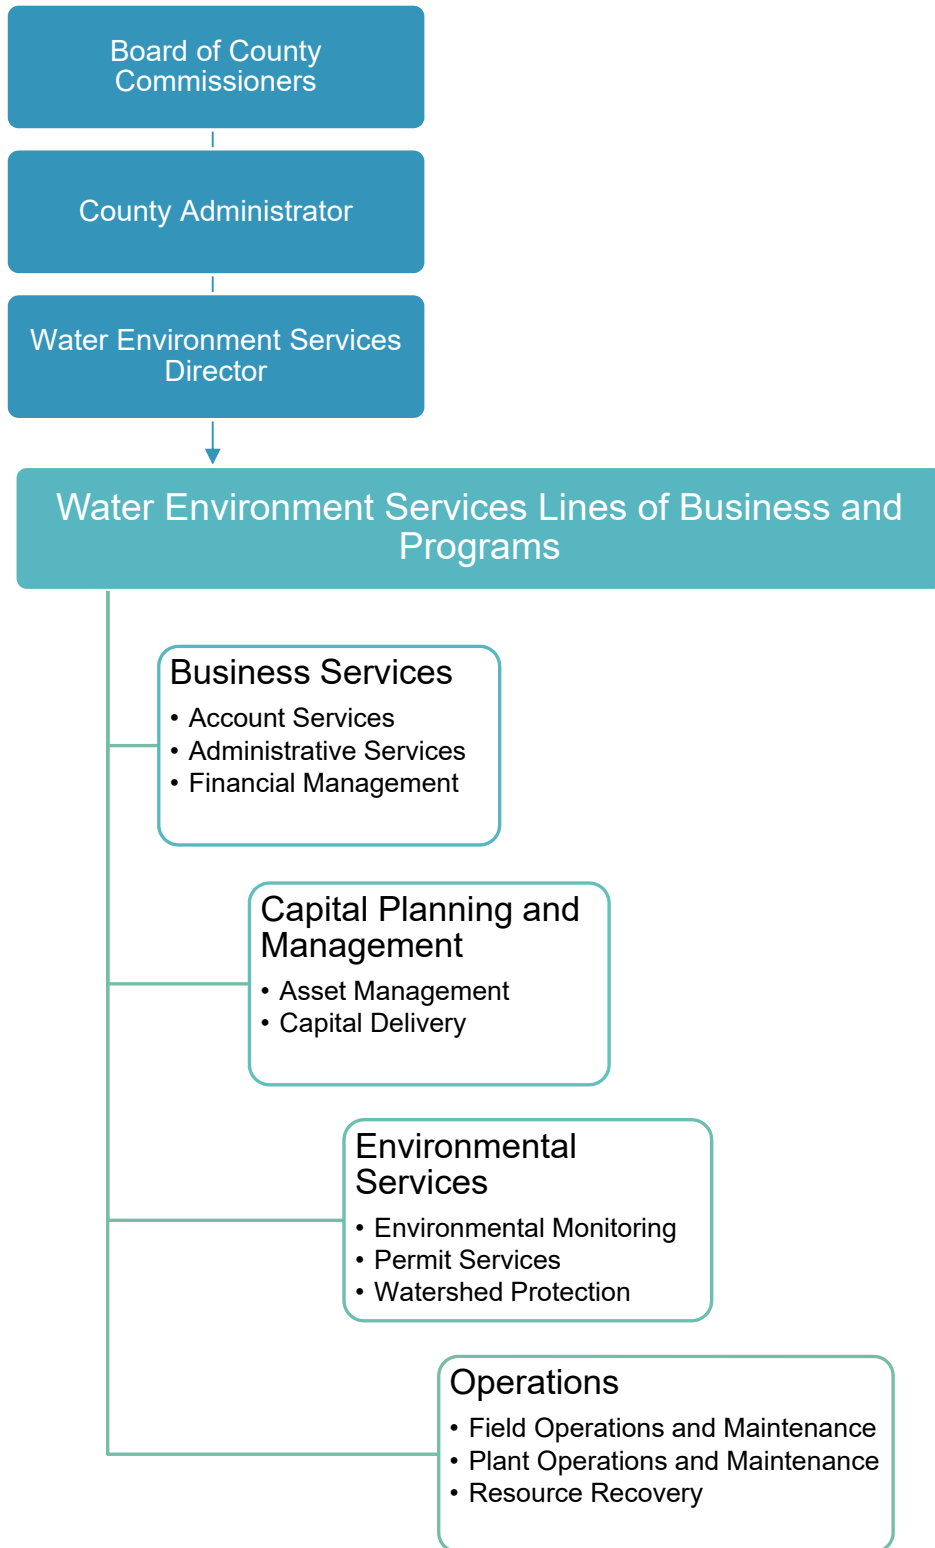 Board of County
Commissioners
County Administrator
Water Environment Services
Director
Water Environment Services Lines of Business and
Programs
Business Services
• Account Services
• Administrative Services
• Financial Management
Capital Planning and
Management
• Asset Management
• Capital Delivery
Environmental
Services
• Environmental Monitoring
• Permit Services
• Watershed Protection
Operations
• Field Operations and Maintenance
• Plant Operations and Maintenance
• Resource Recovery